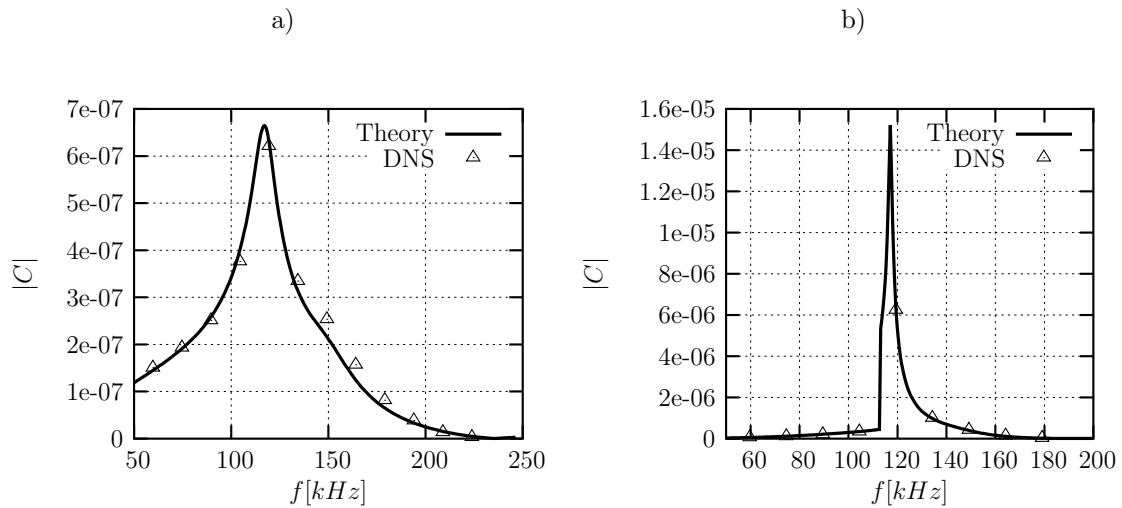 a)
7e-07
6e-07
5e-07
4e-07
3e-07
2e-07
1e-07
0
|C|
50
100
150
200
250
f[kHz]
Theory
DNS
b)
1.6e-05
1.4e-05
1.2e-05
1e-05
8e-06
6e-06
4e-06
2e-06
0
|C|
60
80
100
120
140
160
180
200
f[kHz]
Theory
DNS